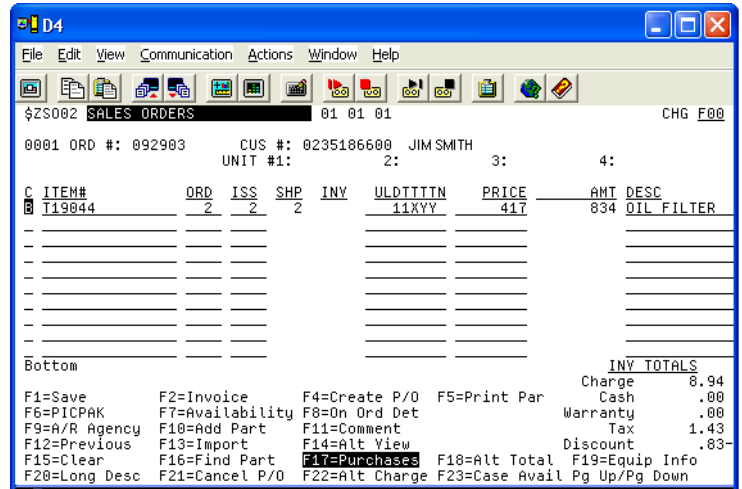 D4
File Edit View Communication Actions Window Help
$ZSO02 SALES ORDERS 01 01 01 CHG F00
0001 ORD #: 092903 CUS #: 0235186600 JIM SMITH
UNIT #1: 2: 3: 4:
C ITEM# ORD ISS SHP INV ULDTTTTN PRICE AMT DESC
B T19044 2 2 2 11XYY 417 834 OIL FILTER
Bottom INV TOTALS
Charge 8.94
F1=Save F2=Invoice F4=Create P/O F5=Print Par Cash .00
F6=PICPAK F7=Availability F8=On Ord Det Warranty .00
F9=A/R Agency F10=Add Part F11=Comment Tax 1.43
F12=Previous F13=Import F14=Alt View Discount .83-
F15=Clear F16=Find Part F17=Purchases F18=Alt Total F19=Equip Info
F20=Long Desc F21=Cancel P/O F22=Alt Charge F23=Case Avail Pg Up/Pg Down